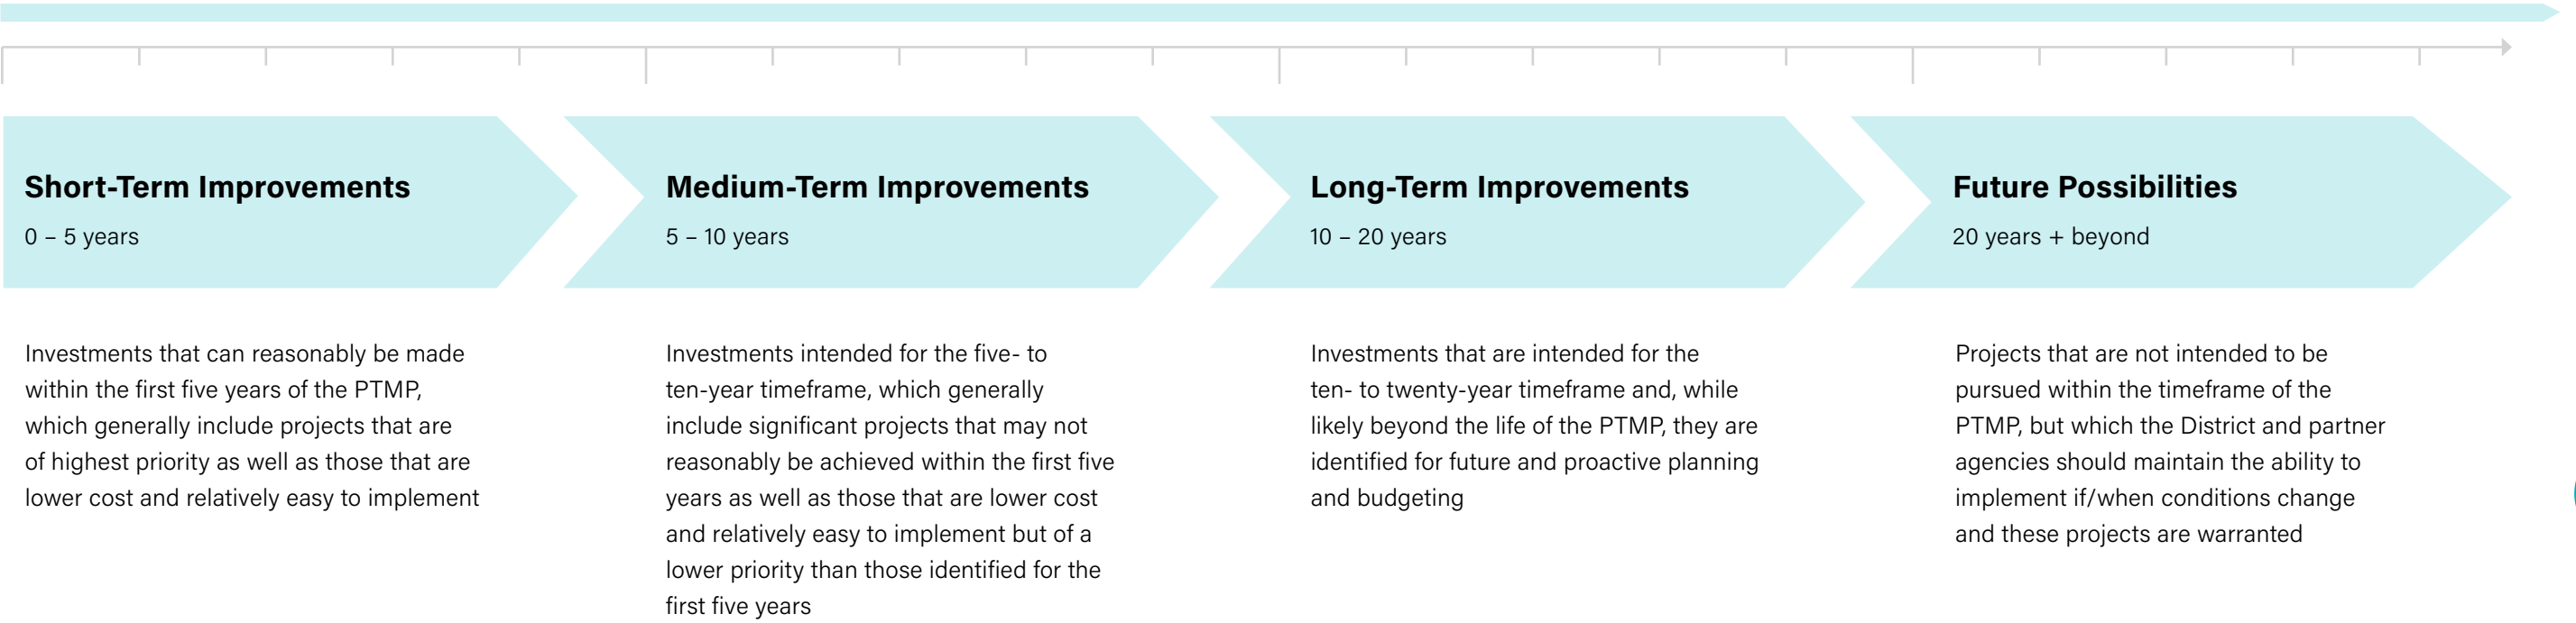 Short-Term Improvements
0 – 5 years
Investments that can reasonably be made
within the first five years of the PTMP,
which generally include projects that are
of highest priority as well as those that are
lower cost and relatively easy to implement
Medium-Term Improvements
5 – 10 years
Investments intended for the five- to
ten-year timeframe, which generally
include significant projects that may not
reasonably be achieved within the first five
years as well as those that are lower cost
and relatively easy to implement but of a
lower priority than those identified for the
first five years
Long-Term Improvements
10 – 20 years
Investments that are intended for the
ten- to twenty-year timeframe and, while
likely beyond the life of the PTMP, they are
identified for future and proactive planning
and budgeting
Future Possibilities
20 years + beyond
Projects that are not intended to be
pursued within the timeframe of the
PTMP, but which the District and partner
agencies should maintain the ability to
implement if/when conditions change
and these projects are warranted